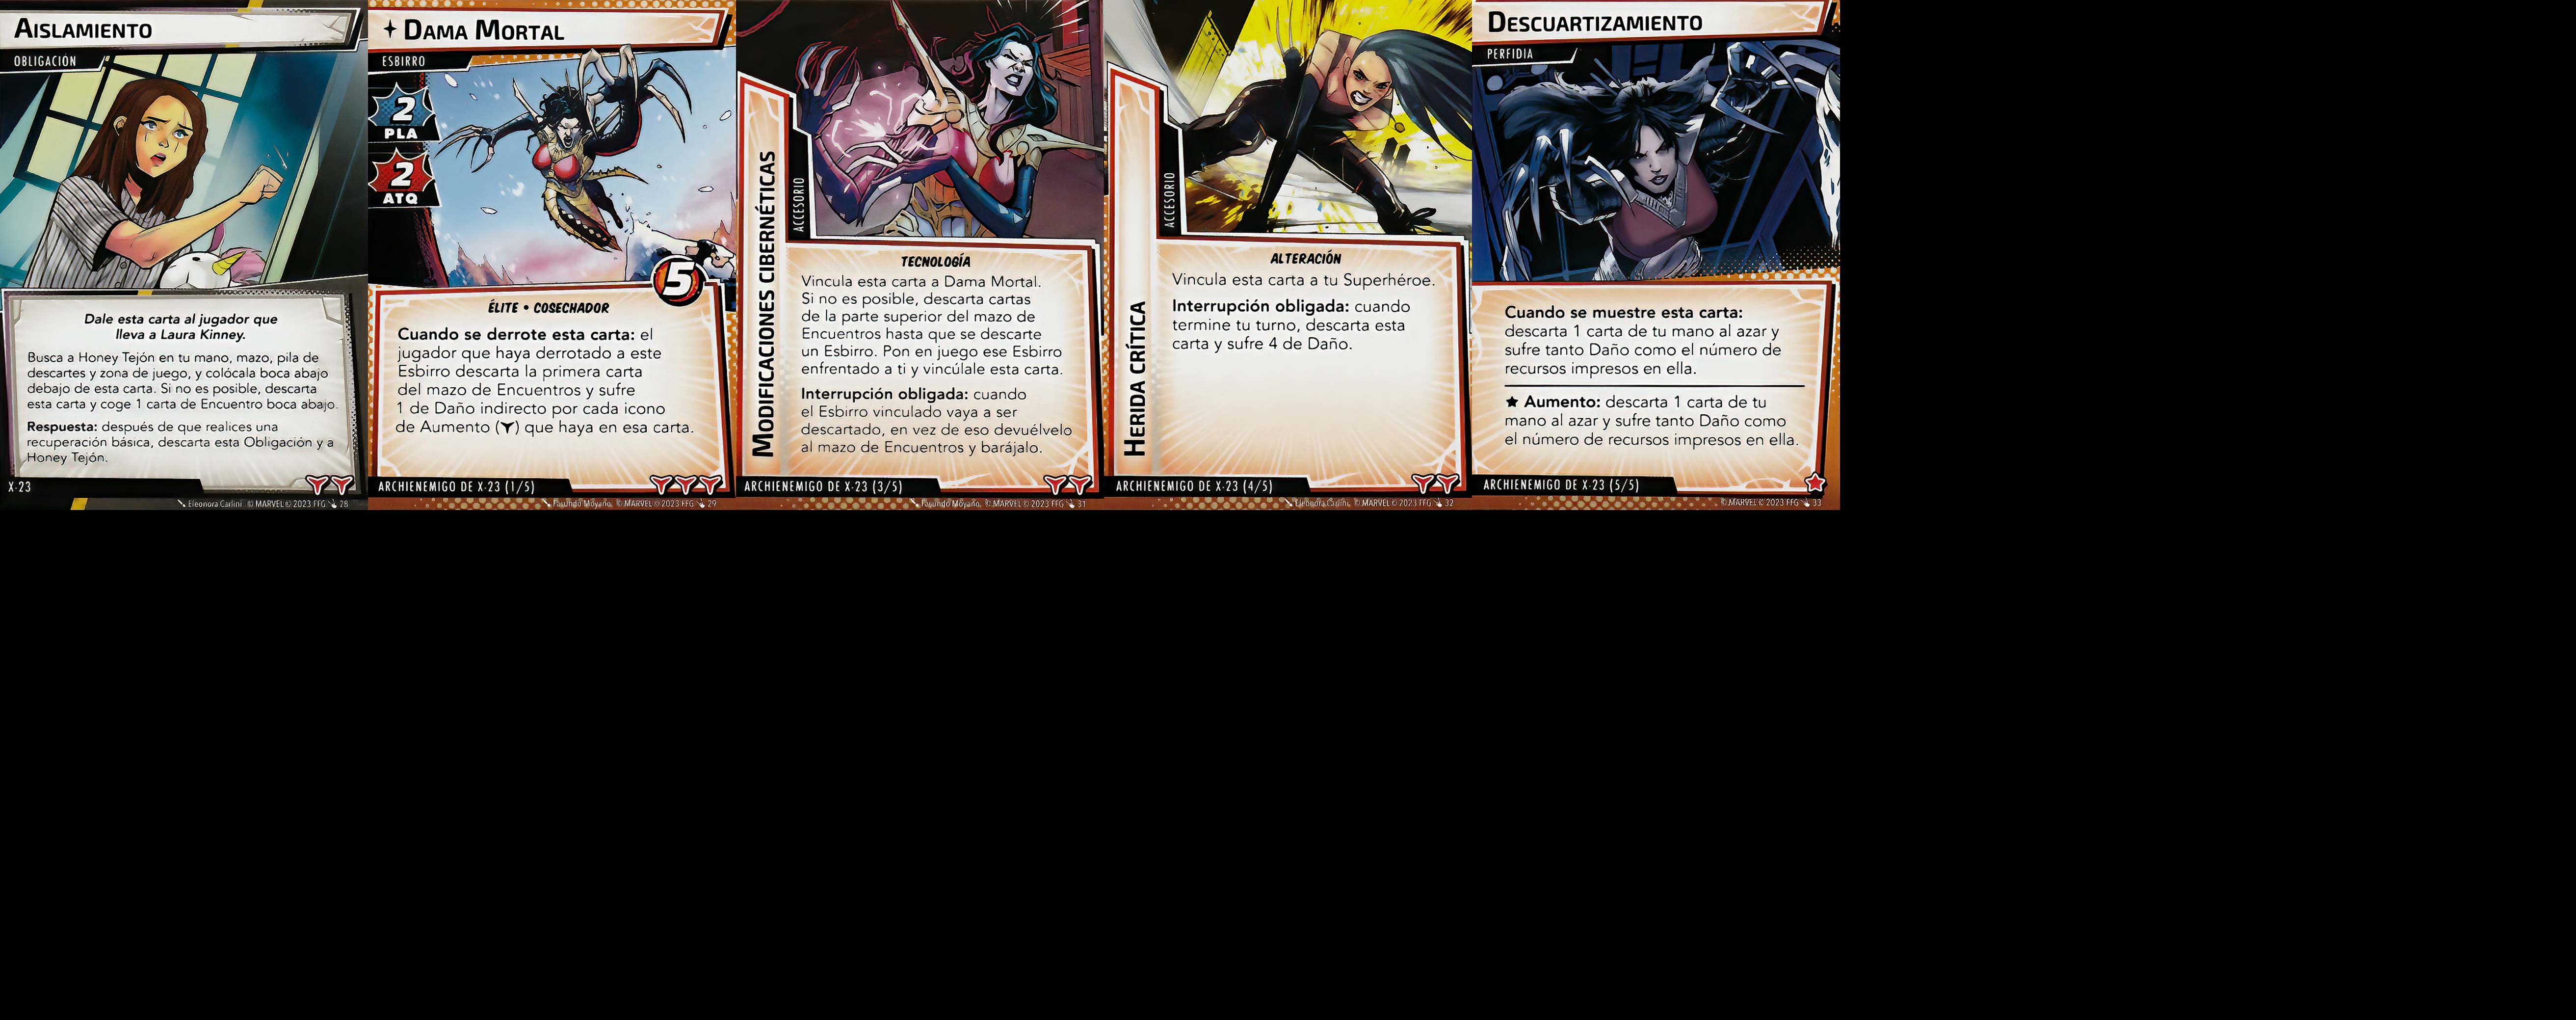 AISLAMIENTO
OBLIGACIÓN
Dale esta carta al jugador que
lleva a Laura Kinney.
Busca a Honey Tejón en tu mano, mazo, pila de
descartes y zona de juego, y colócala boca abajo
debajo de esta carta. Si no es posible, descarta
esta carta y coge 1 carta de Encuentro boca abajo.
Respuesta: después de que realices una
recuperación básica, descarta esta Obligación y a
Honey Tejón.
X-23
Eleonora Carlini. © MARVEL © 2023 FFG 28
DAMA MORTAL
ESBIRRO
2
PLA
2
ATQ
5
ÉLITE • COSECHADOR
Cuando se derrote esta carta: el
jugador que haya derrotado a este
Esbirro descarta la primera carta
del mazo de Encuentros y sufre
1 de Daño indirecto por cada icono
de Aumento ( ) que haya en esa carta.
ARCHIENEMIGO DE X-23 (1/5)
Facundo Moyano. © MARVEL © 2023 FFG 29
MODIFICACIONES CIBERNÉTICAS
ACCESORIO
TECNOLOGÍA
Vincula esta carta a Dama Mortal.
Si no es posible, descarta cartas
de la parte superior del mazo de
Encuentros hasta que se descarte
un Esbirro. Pon en juego ese Esbirro
enfrentado a ti y vincúlale esta carta.
Interrupción obligada: cuando
el Esbirro vinculado vaya a ser
descartado, en vez de eso devuélvelo
al mazo de Encuentros y barájalo.
ARCHIENEMIGO DE X-23 (3/5)
Facundo Moyano. © MARVEL © 2023 FFG 31
HERIDA CRÍTICA
ACCESORIO
ALTERACIÓN
Vincula esta carta a tu Superhéroe.
Interrupción obligada: cuando
termine tu turno, descarta esta
carta y sufre 4 de Daño.
ARCHIENEMIGO DE X-23 (4/5)
Eleonora Carlini. © MARVEL © 2023 FFG 32
DESCUARTIZAMIENTO
PERFIDIA
Cuando se muestre esta carta:
descarta 1 carta de tu mano al azar y
sufre tanto Daño como el número de
recursos impresos en ella.
★ Aumento: descarta 1 carta de tu
mano al azar y sufre tanto Daño como
el número de recursos impresos en ella.
ARCHIENEMIGO DE X-23 (5/5)
© MARVEL © 2023 FFG 33